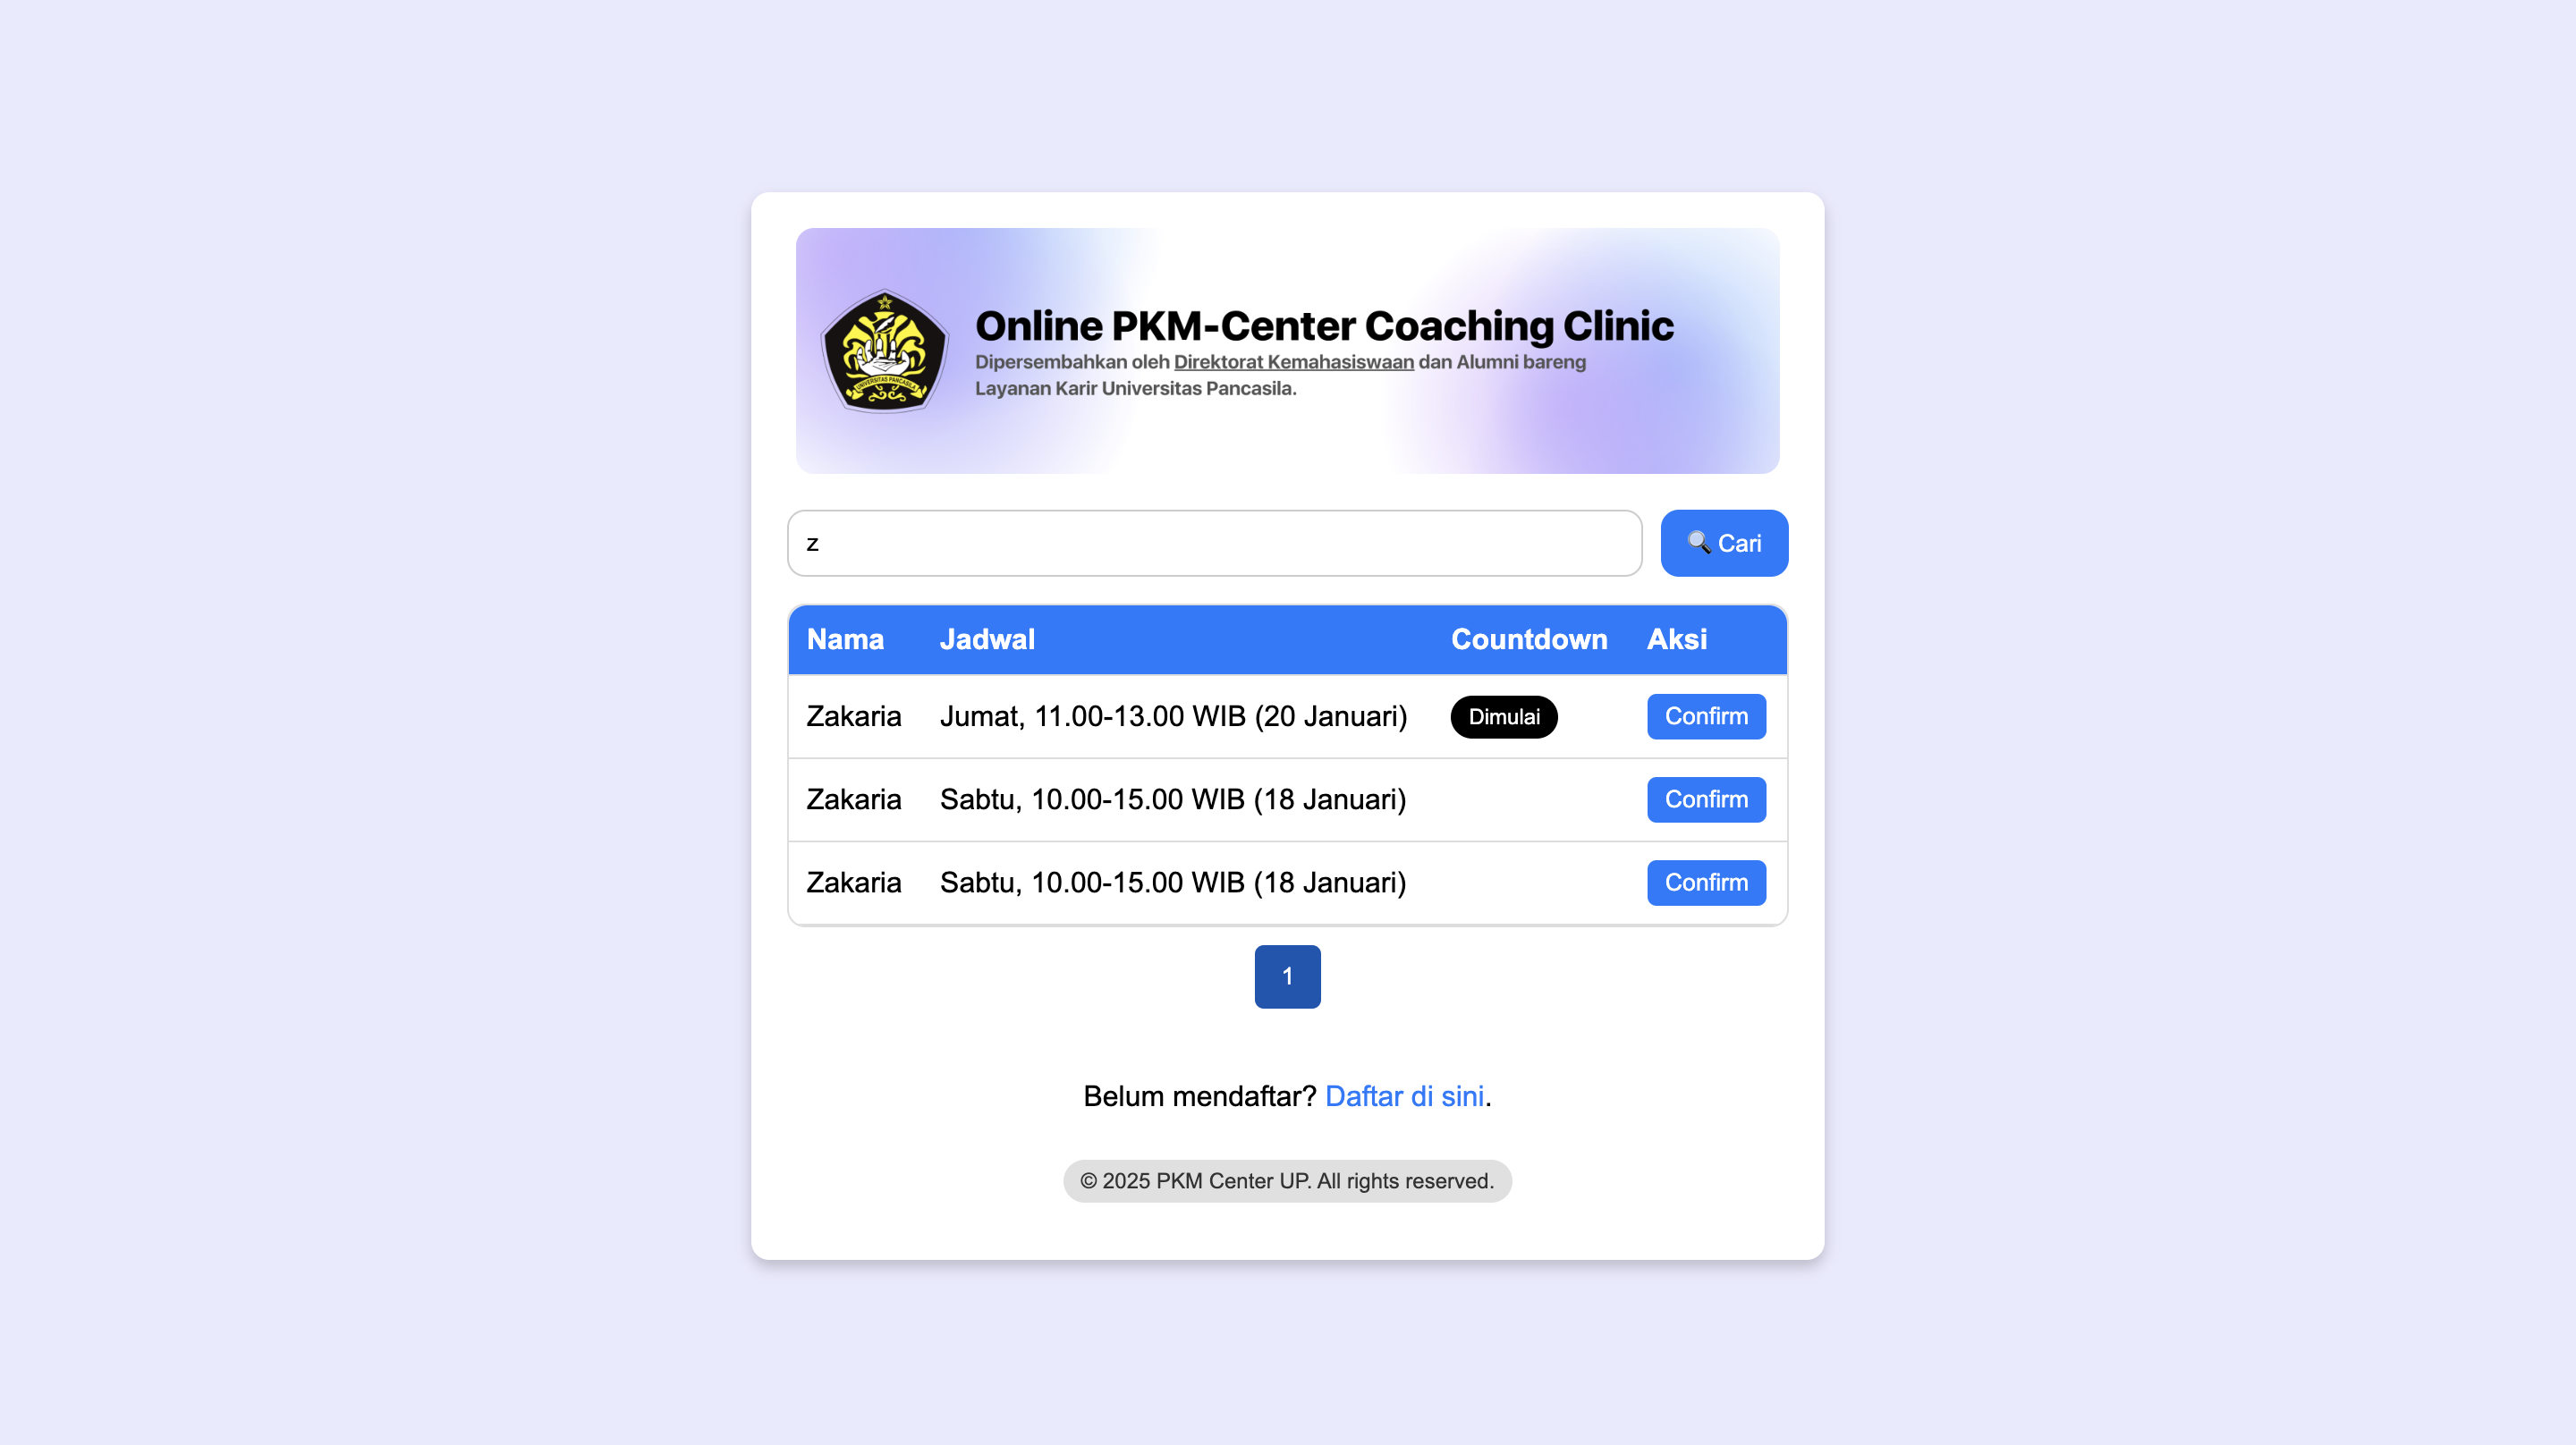 Online PKM-Center Coaching Clinic
Dipersembahkan oleh Direktorat Kemahasiswaan dan Alumni bareng
Layanan Karir Universitas Pancasila.
UNIVERSITAS PANCASILA
z
🔍 Cari
Nama Jadwal Countdown Aksi
Zakaria Jumat, 11.00-13.00 WIB (20 Januari) Dimulai Confirm
Zakaria Sabtu, 10.00-15.00 WIB (18 Januari) Confirm
Zakaria Sabtu, 10.00-15.00 WIB (18 Januari) Confirm
1
Belum mendaftar? Daftar di sini.
© 2025 PKM Center UP. All rights reserved.